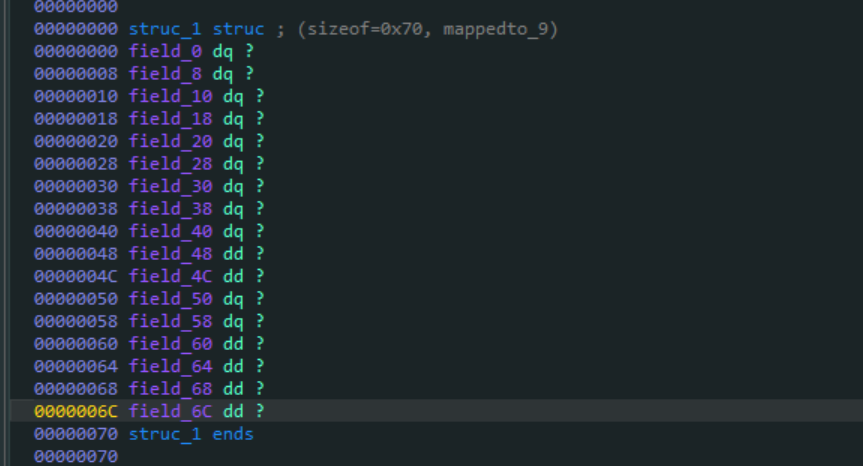 00000000
00000000 struc_1 struc ; (sizeof=0x70, mappedto_9)
00000000 field_0 dq ?
00000008 field_8 dq ?
00000010 field_10 dq ?
00000018 field_18 dq ?
00000020 field_20 dq ?
00000028 field_28 dq ?
00000030 field_30 dq ?
00000038 field_38 dq ?
00000040 field_40 dq ?
00000048 field_48 dd ?
0000004C field_4C dd ?
00000050 field_50 dq ?
00000058 field_58 dq ?
00000060 field_60 dd ?
00000064 field_64 dd ?
00000068 field_68 dd ?
0000006C field_6C dd ?
00000070 struc_1 ends
00000070